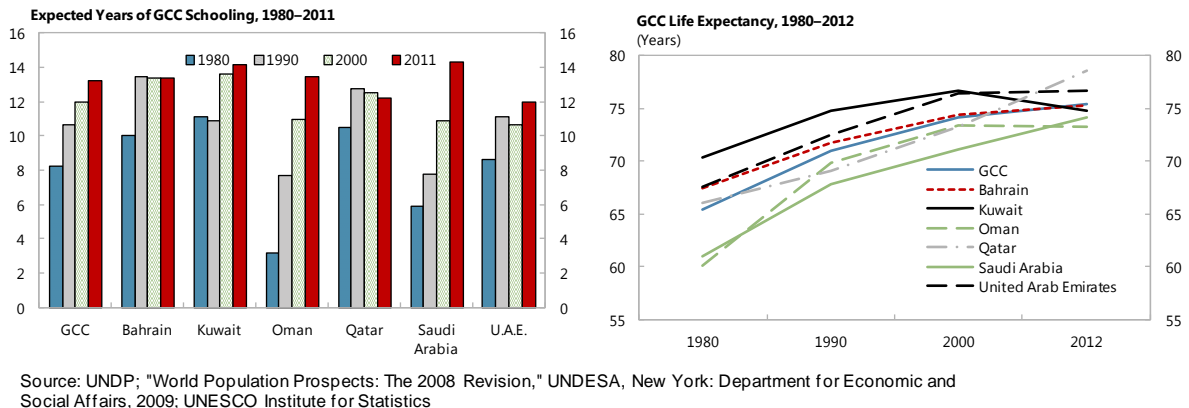 Expected Years of GCC Schooling, 1980–2011
16 16
14 14
12 12
10 10
8 8
6 6
4 4
2 2
0 0
1980 1990 2000 2011
GCC Bahrain Kuwait Oman Qatar Saudi Arabia U.A.E.
GCC Life Expectancy, 1980–2012
(Years)
80 80
75 75
70 70
65 65
60 60
55 55
GCC
Bahrain
Kuwait
Oman
Qatar
Saudi Arabia
United Arab Emirates
1980 1990 2000 2012
Source: UNDP; "World Population Prospects: The 2008 Revision," UNDESA, New York: Department for Economic and
Social Affairs, 2009; UNESCO Institute for Statistics